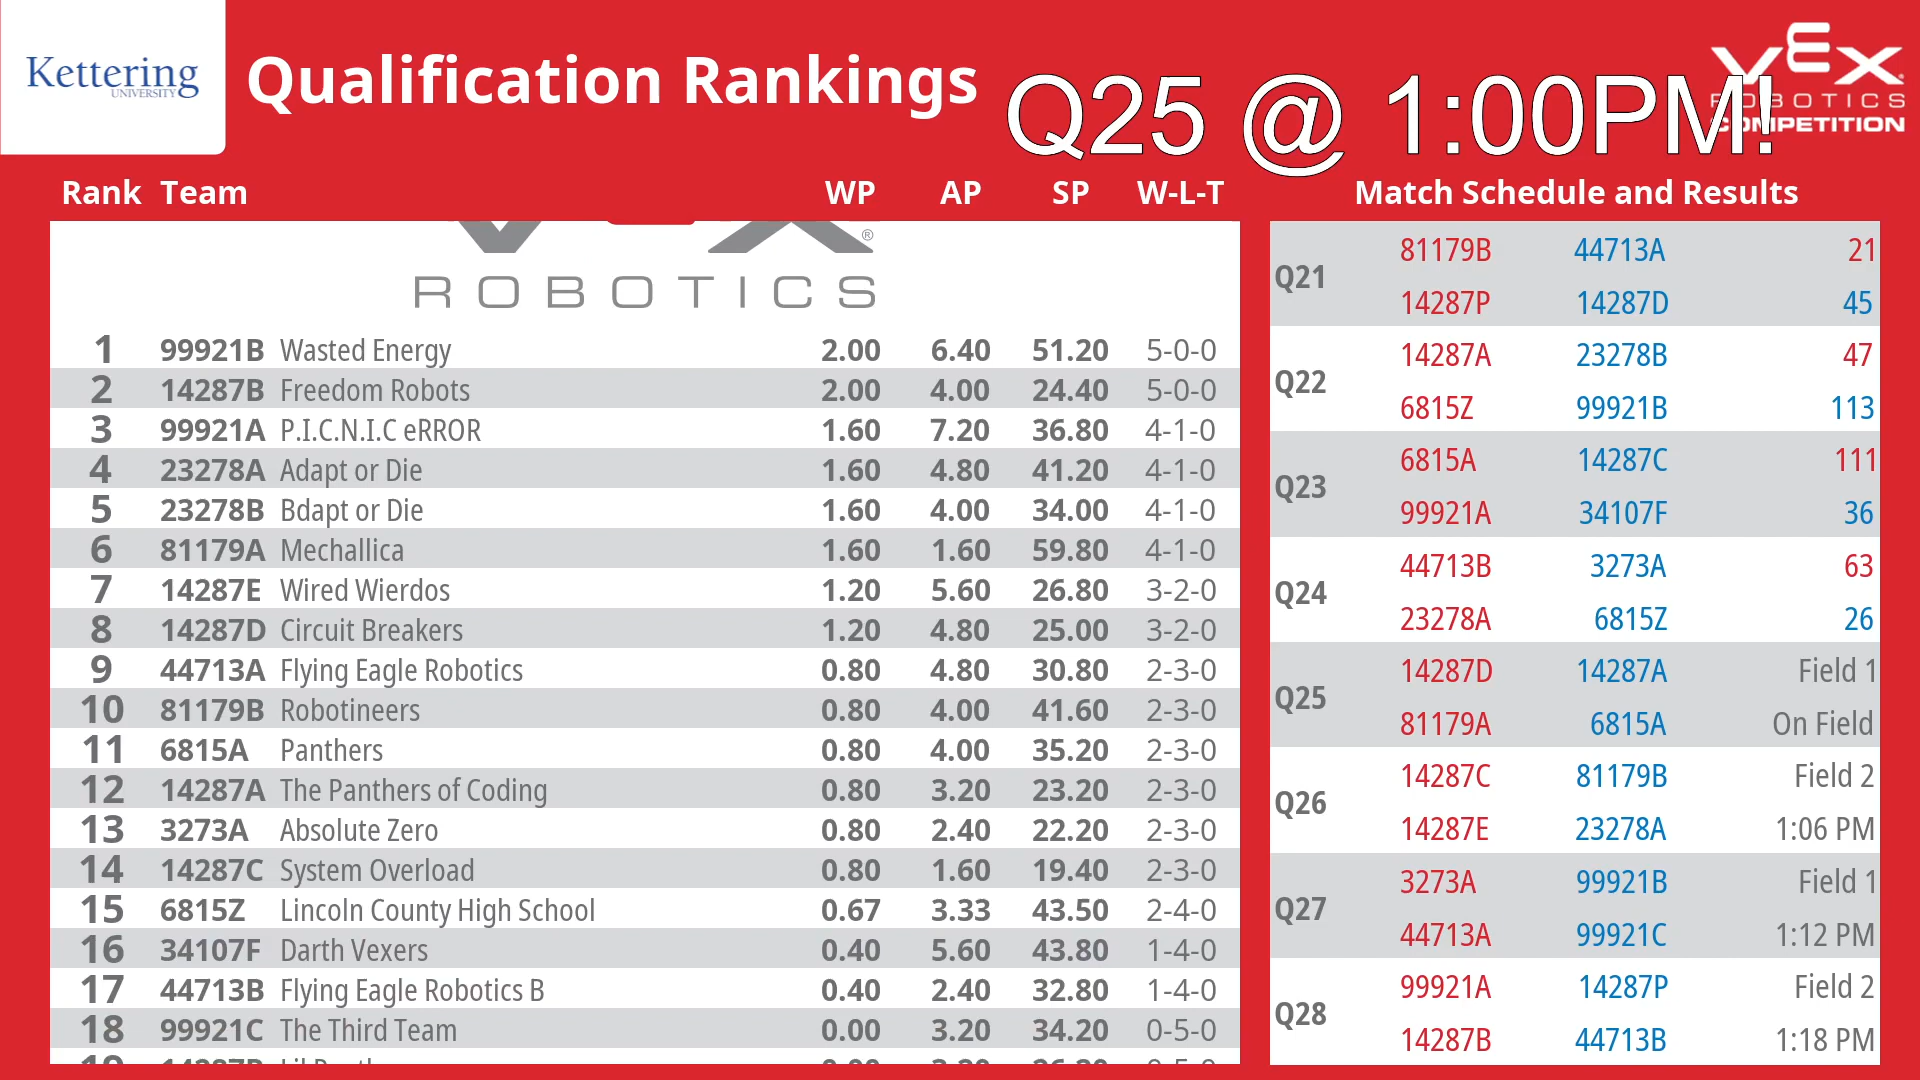 Kettering
UNIVERSITY
Qualification Rankings
Q25 @ 1:00PM!
VEX
ROBOTICS
COMPETITION
Rank Team WP AP SP W-L-T
ROBOTICS
1 99921B Wasted Energy 2.00 6.40 51.20 5-0-0
2 14287B Freedom Robots 2.00 4.00 24.40 5-0-0
3 99921A P.I.C.N.I.C eRROR 1.60 7.20 36.80 4-1-0
4 23278A Adapt or Die 1.60 4.80 41.20 4-1-0
5 23278B Bdapt or Die 1.60 4.00 34.00 4-1-0
6 81179A Mechallica 1.60 1.60 59.80 4-1-0
7 14287E Wired Wierdos 1.20 5.60 26.80 3-2-0
8 14287D Circuit Breakers 1.20 4.80 25.00 3-2-0
9 44713A Flying Eagle Robotics 0.80 4.80 30.80 2-3-0
10 81179B Robotineers 0.80 4.00 41.60 2-3-0
11 6815A Panthers 0.80 4.00 35.20 2-3-0
12 14287A The Panthers of Coding 0.80 3.20 23.20 2-3-0
13 3273A Absolute Zero 0.80 2.40 22.20 2-3-0
14 14287C System Overload 0.80 1.60 19.40 2-3-0
15 6815Z Lincoln County High School 0.67 3.33 43.50 2-4-0
16 34107F Darth Vexers 0.40 5.60 43.80 1-4-0
17 44713B Flying Eagle Robotics B 0.40 2.40 32.80 1-4-0
18 99921C The Third Team 0.00 3.20 34.20 0-5-0
Match Schedule and Results
Q21
81179B 44713A 21
14287P 14287D 45
Q22
14287A 23278B 47
6815Z 99921B 113
Q23
6815A 14287C 111
99921A 34107F 36
Q24
44713B 3273A 63
23278A 6815Z 26
Q25
14287D 14287A Field 1
81179A 6815A On Field
Q26
14287C 81179B Field 2
14287E 23278A 1:06 PM
Q27
3273A 99921B Field 1
44713A 99921C 1:12 PM
Q28
99921A 14287P Field 2
14287B 44713B 1:18 PM